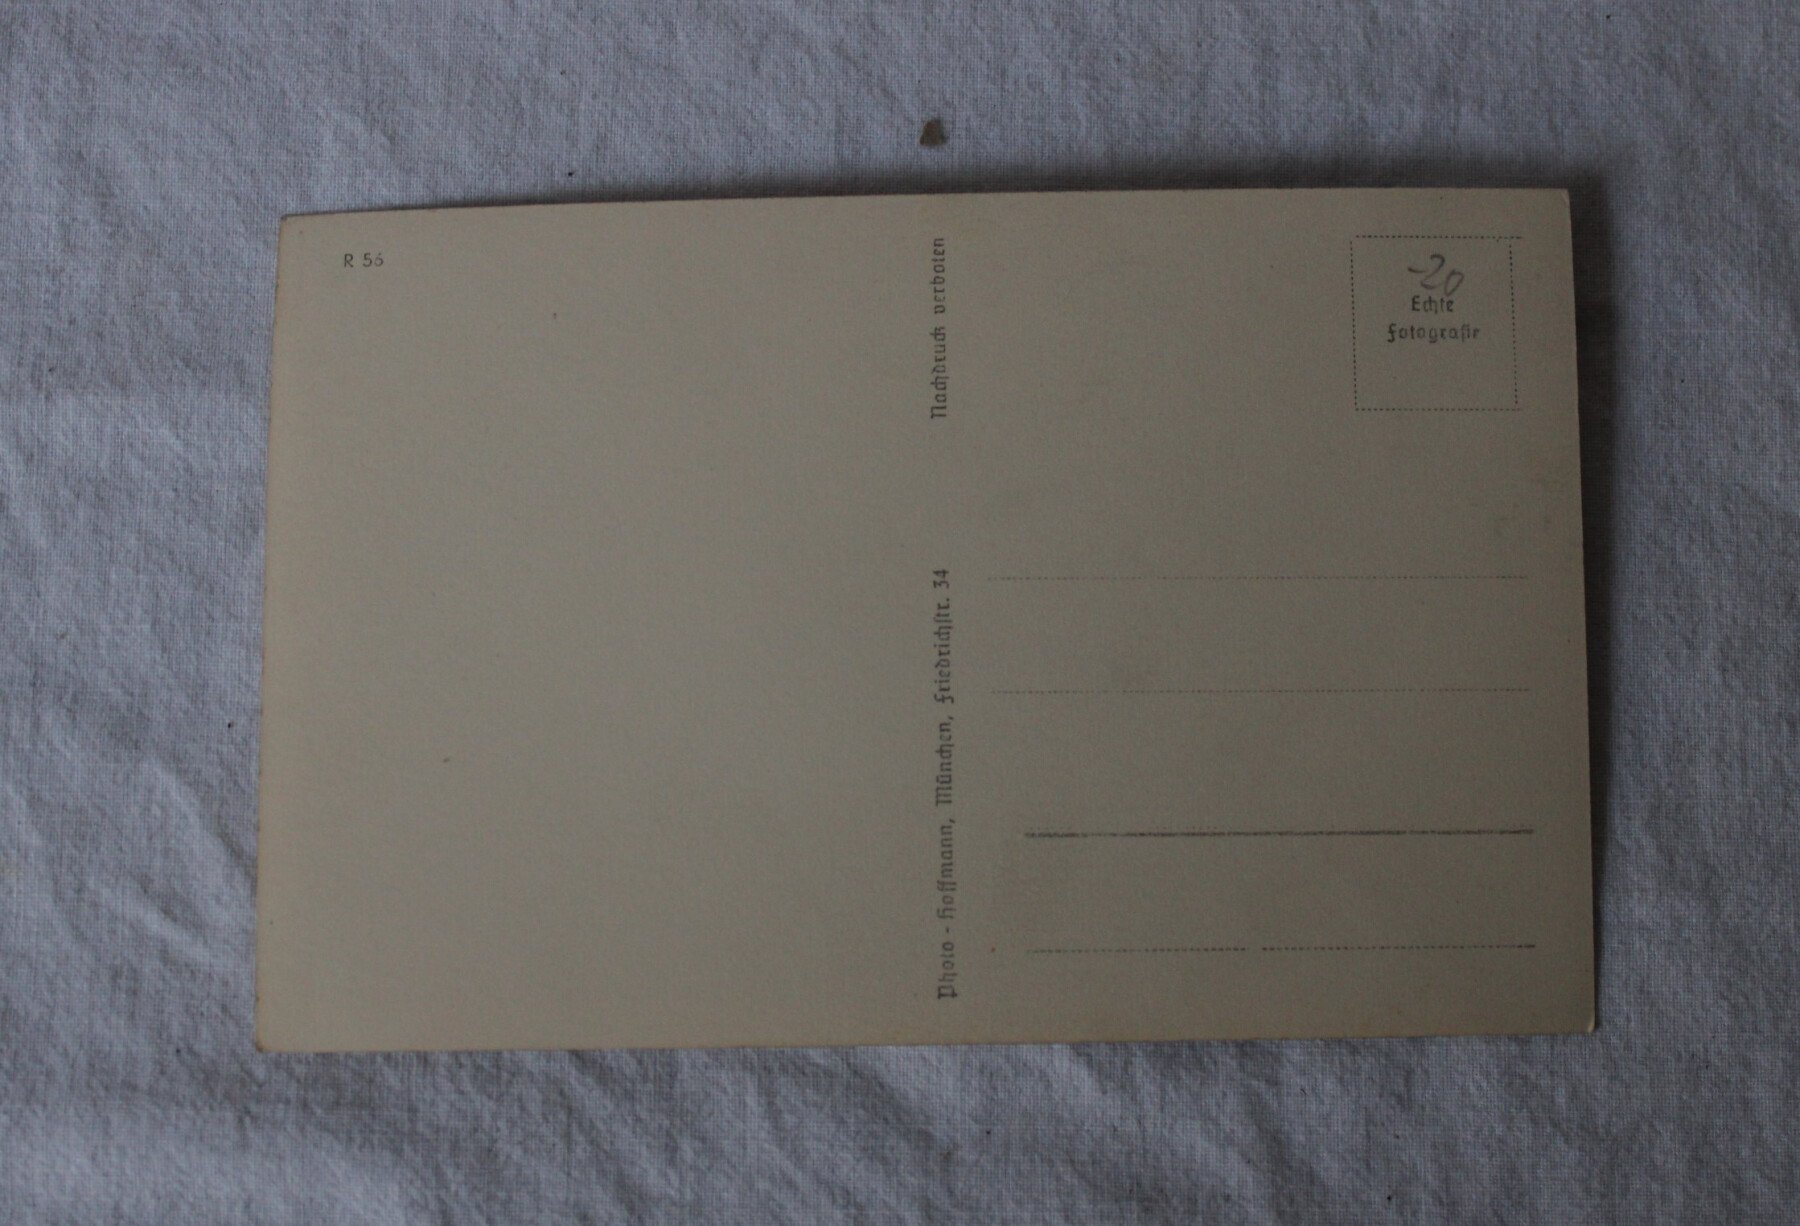 R 56
Nachdruck verboten
Photo - Hoffmann, München, Friedrichstr. 34
-20
Echte
Fotografie